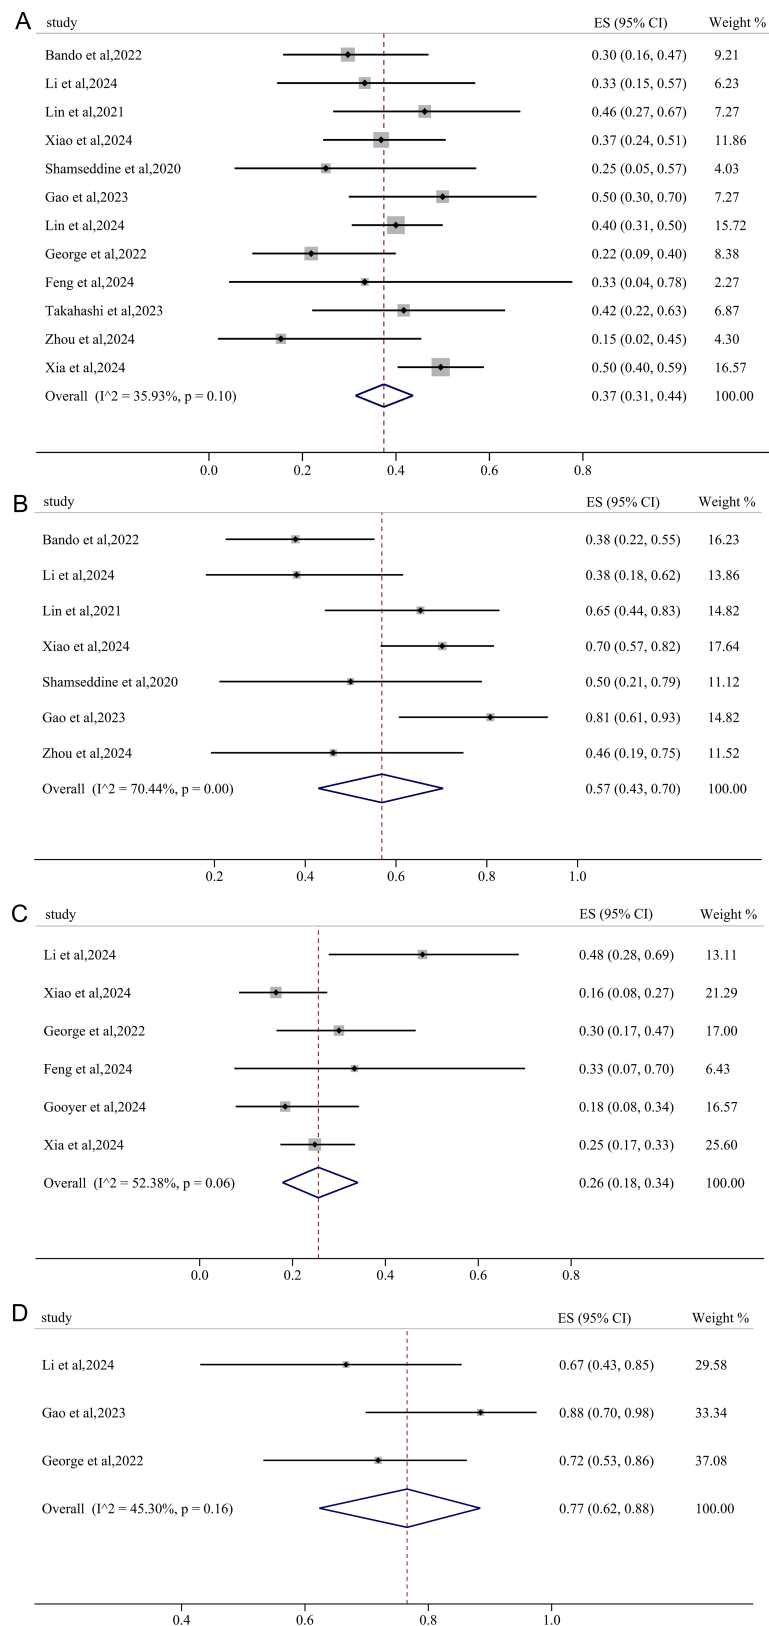 A
study ES (95% CI) Weight %
Bando et al,2022 0.30 (0.16, 0.47) 9.21
Li et al,2024 0.33 (0.15, 0.57) 6.23
Lin et al,2021 0.46 (0.27, 0.67) 7.27
Xiao et al,2024 0.37 (0.24, 0.51) 11.86
Shamseddine et al,2020 0.25 (0.05, 0.57) 4.03
Gao et al,2023 0.50 (0.30, 0.70) 7.27
Lin et al,2024 0.40 (0.31, 0.50) 15.72
George et al,2022 0.22 (0.09, 0.40) 8.38
Feng et al,2024 0.33 (0.04, 0.78) 2.27
Takahashi et al,2023 0.42 (0.22, 0.63) 6.87
Zhou et al,2024 0.15 (0.02, 0.45) 4.30
Xia et al,2024 0.50 (0.40, 0.59) 16.57
Overall (I^2 = 35.93%, p = 0.10) 0.37 (0.31, 0.44) 100.00
0.0 0.2 0.4 0.6 0.8
B
study ES (95% CI) Weight %
Bando et al,2022 0.38 (0.22, 0.55) 16.23
Li et al,2024 0.38 (0.18, 0.62) 13.86
Lin et al,2021 0.65 (0.44, 0.83) 14.82
Xiao et al,2024 0.70 (0.57, 0.82) 17.64
Shamseddine et al,2020 0.50 (0.21, 0.79) 11.12
Gao et al,2023 0.81 (0.61, 0.93) 14.82
Zhou et al,2024 0.46 (0.19, 0.75) 11.52
Overall (I^2 = 70.44%, p = 0.00) 0.57 (0.43, 0.70) 100.00
0.2 0.4 0.6 0.8 1.0
C
study ES (95% CI) Weight %
Li et al,2024 0.48 (0.28, 0.69) 13.11
Xiao et al,2024 0.16 (0.08, 0.27) 21.29
George et al,2022 0.30 (0.17, 0.47) 17.00
Feng et al,2024 0.33 (0.07, 0.70) 6.43
Gooyer et al,2024 0.18 (0.08, 0.34) 16.57
Xia et al,2024 0.25 (0.17, 0.33) 25.60
Overall (I^2 = 52.38%, p = 0.06) 0.26 (0.18, 0.34) 100.00
0.0 0.2 0.4 0.6 0.8
D
study ES (95% CI) Weight %
Li et al,2024 0.67 (0.43, 0.85) 29.58
Gao et al,2023 0.88 (0.70, 0.98) 33.34
George et al,2022 0.72 (0.53, 0.86) 37.08
Overall (I^2 = 45.30%, p = 0.16) 0.77 (0.62, 0.88) 100.00
0.4 0.6 0.8 1.0